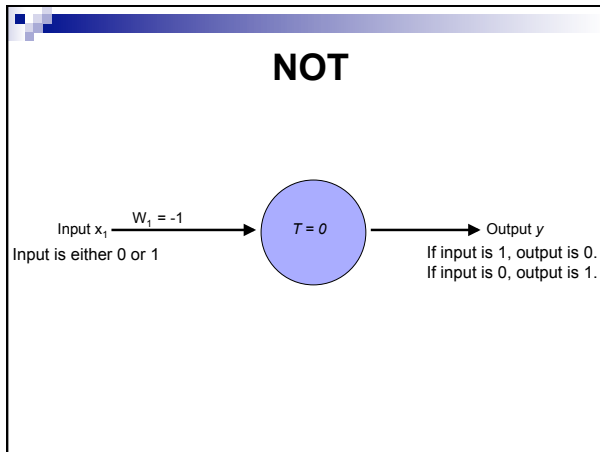 NOT
W₁ = -1
Input x₁
T = 0
Output y
Input is either 0 or 1
If input is 1, output is 0.
If input is 0, output is 1.